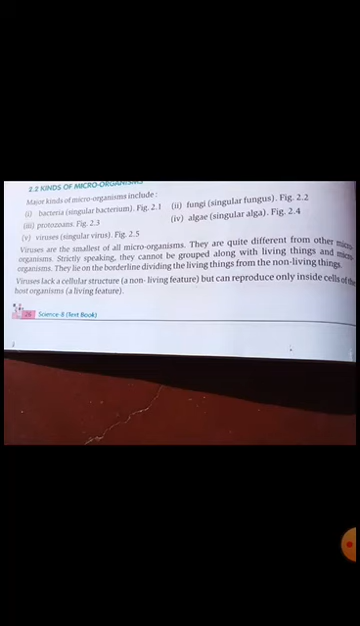 2.2 KINDS OF MICRO-ORGANISMS
Major kinds of micro-organisms include :
(i) bacteria (singular bacterium). Fig. 2.1 (ii) fungi (singular fungus). Fig. 2.2
(iii) protozoans. Fig. 2.3 (iv) algae (singular alga). Fig. 2.4
(v) viruses (singular virus). Fig. 2.5
Viruses are the smallest of all micro-organisms. They are quite different from other micro-
organisms. Strictly speaking, they cannot be grouped along with living things and micro-
organisms. They lie on the borderline dividing the living things from the non-living things.
Viruses lack a cellular structure (a non- living feature) but can reproduce only inside cells of the
host organisms (a living feature).
Science-8 (Text Book)